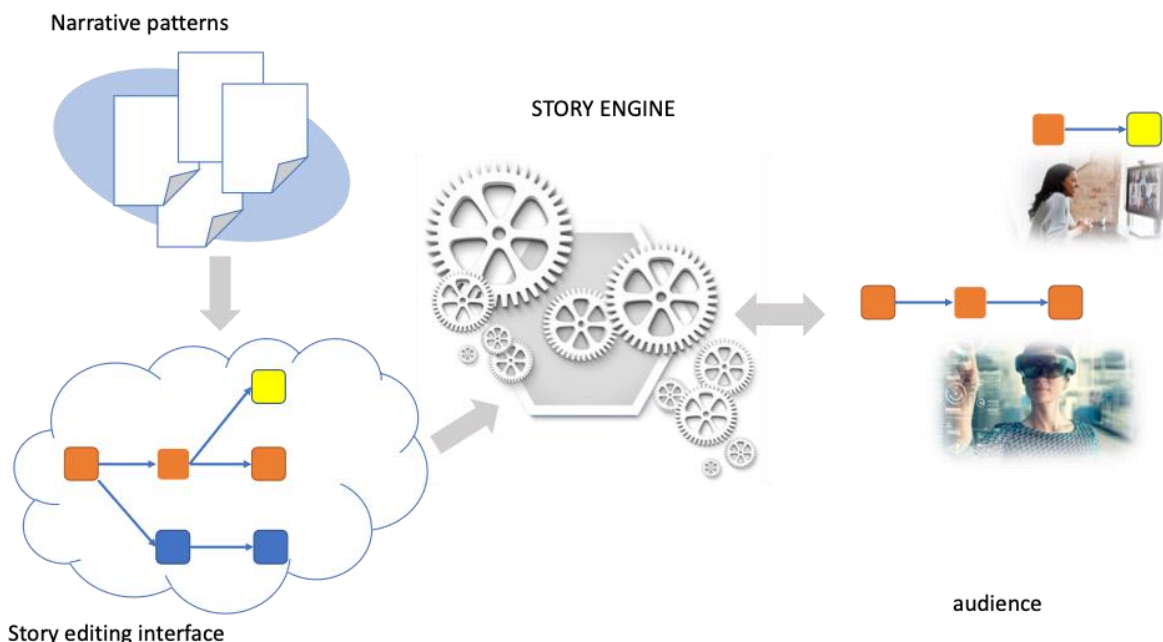 Narrative patterns
STORY ENGINE
audience
Story editing interface